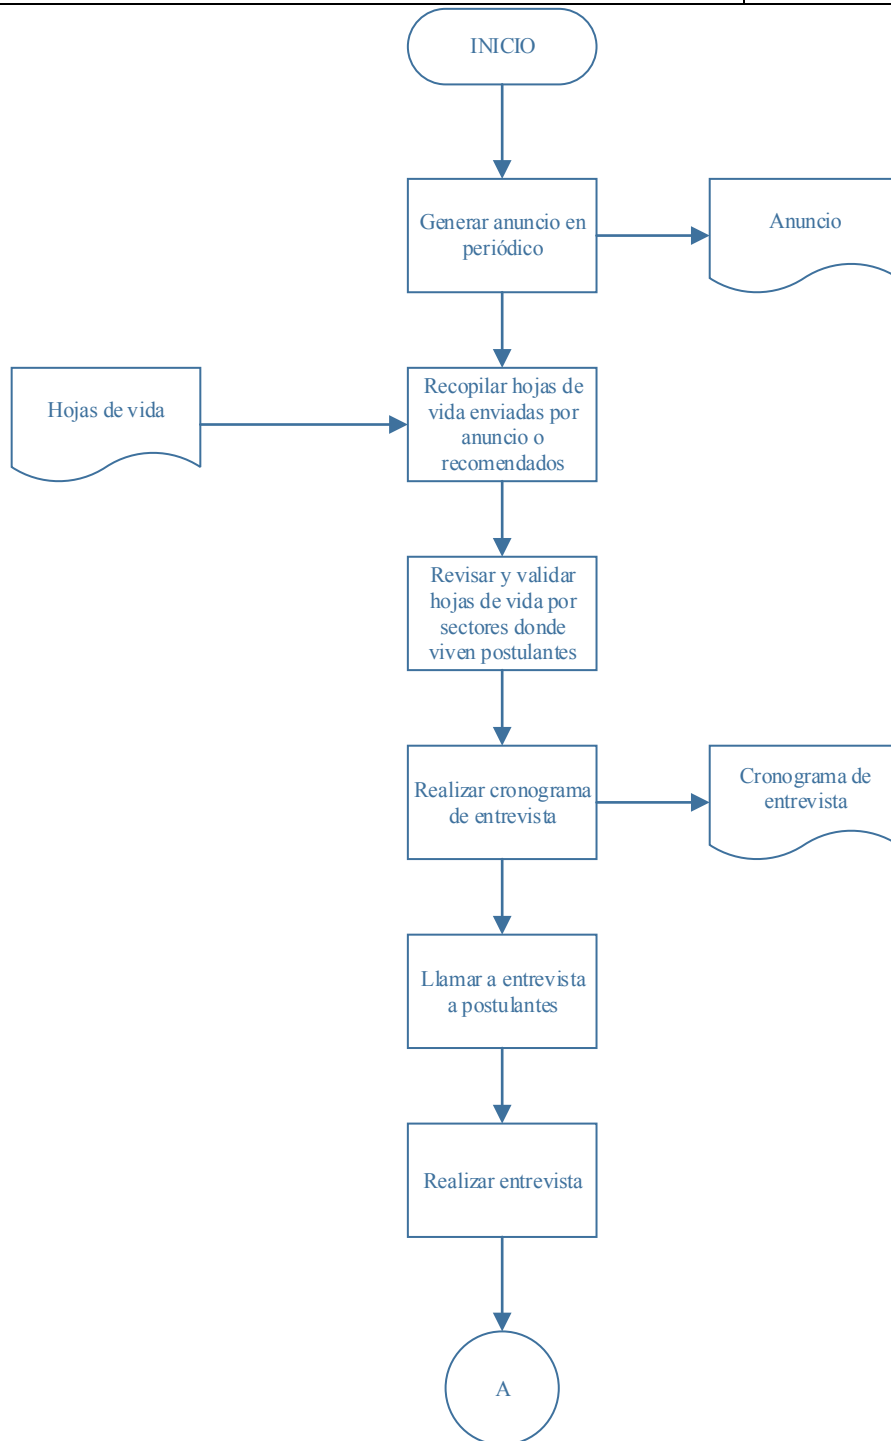 INICIO
Generar anuncio en
periódico
Anuncio
Hojas de vida
Recopilar hojas de
vida enviadas por
anuncio o
recomendados
Revisar y validar
hojas de vida por
sectores donde
viven postulantes
Realizar cronograma
de entrevista
Cronograma de
entrevista
Llamar a entrevista
a postulantes
Realizar entrevista
A